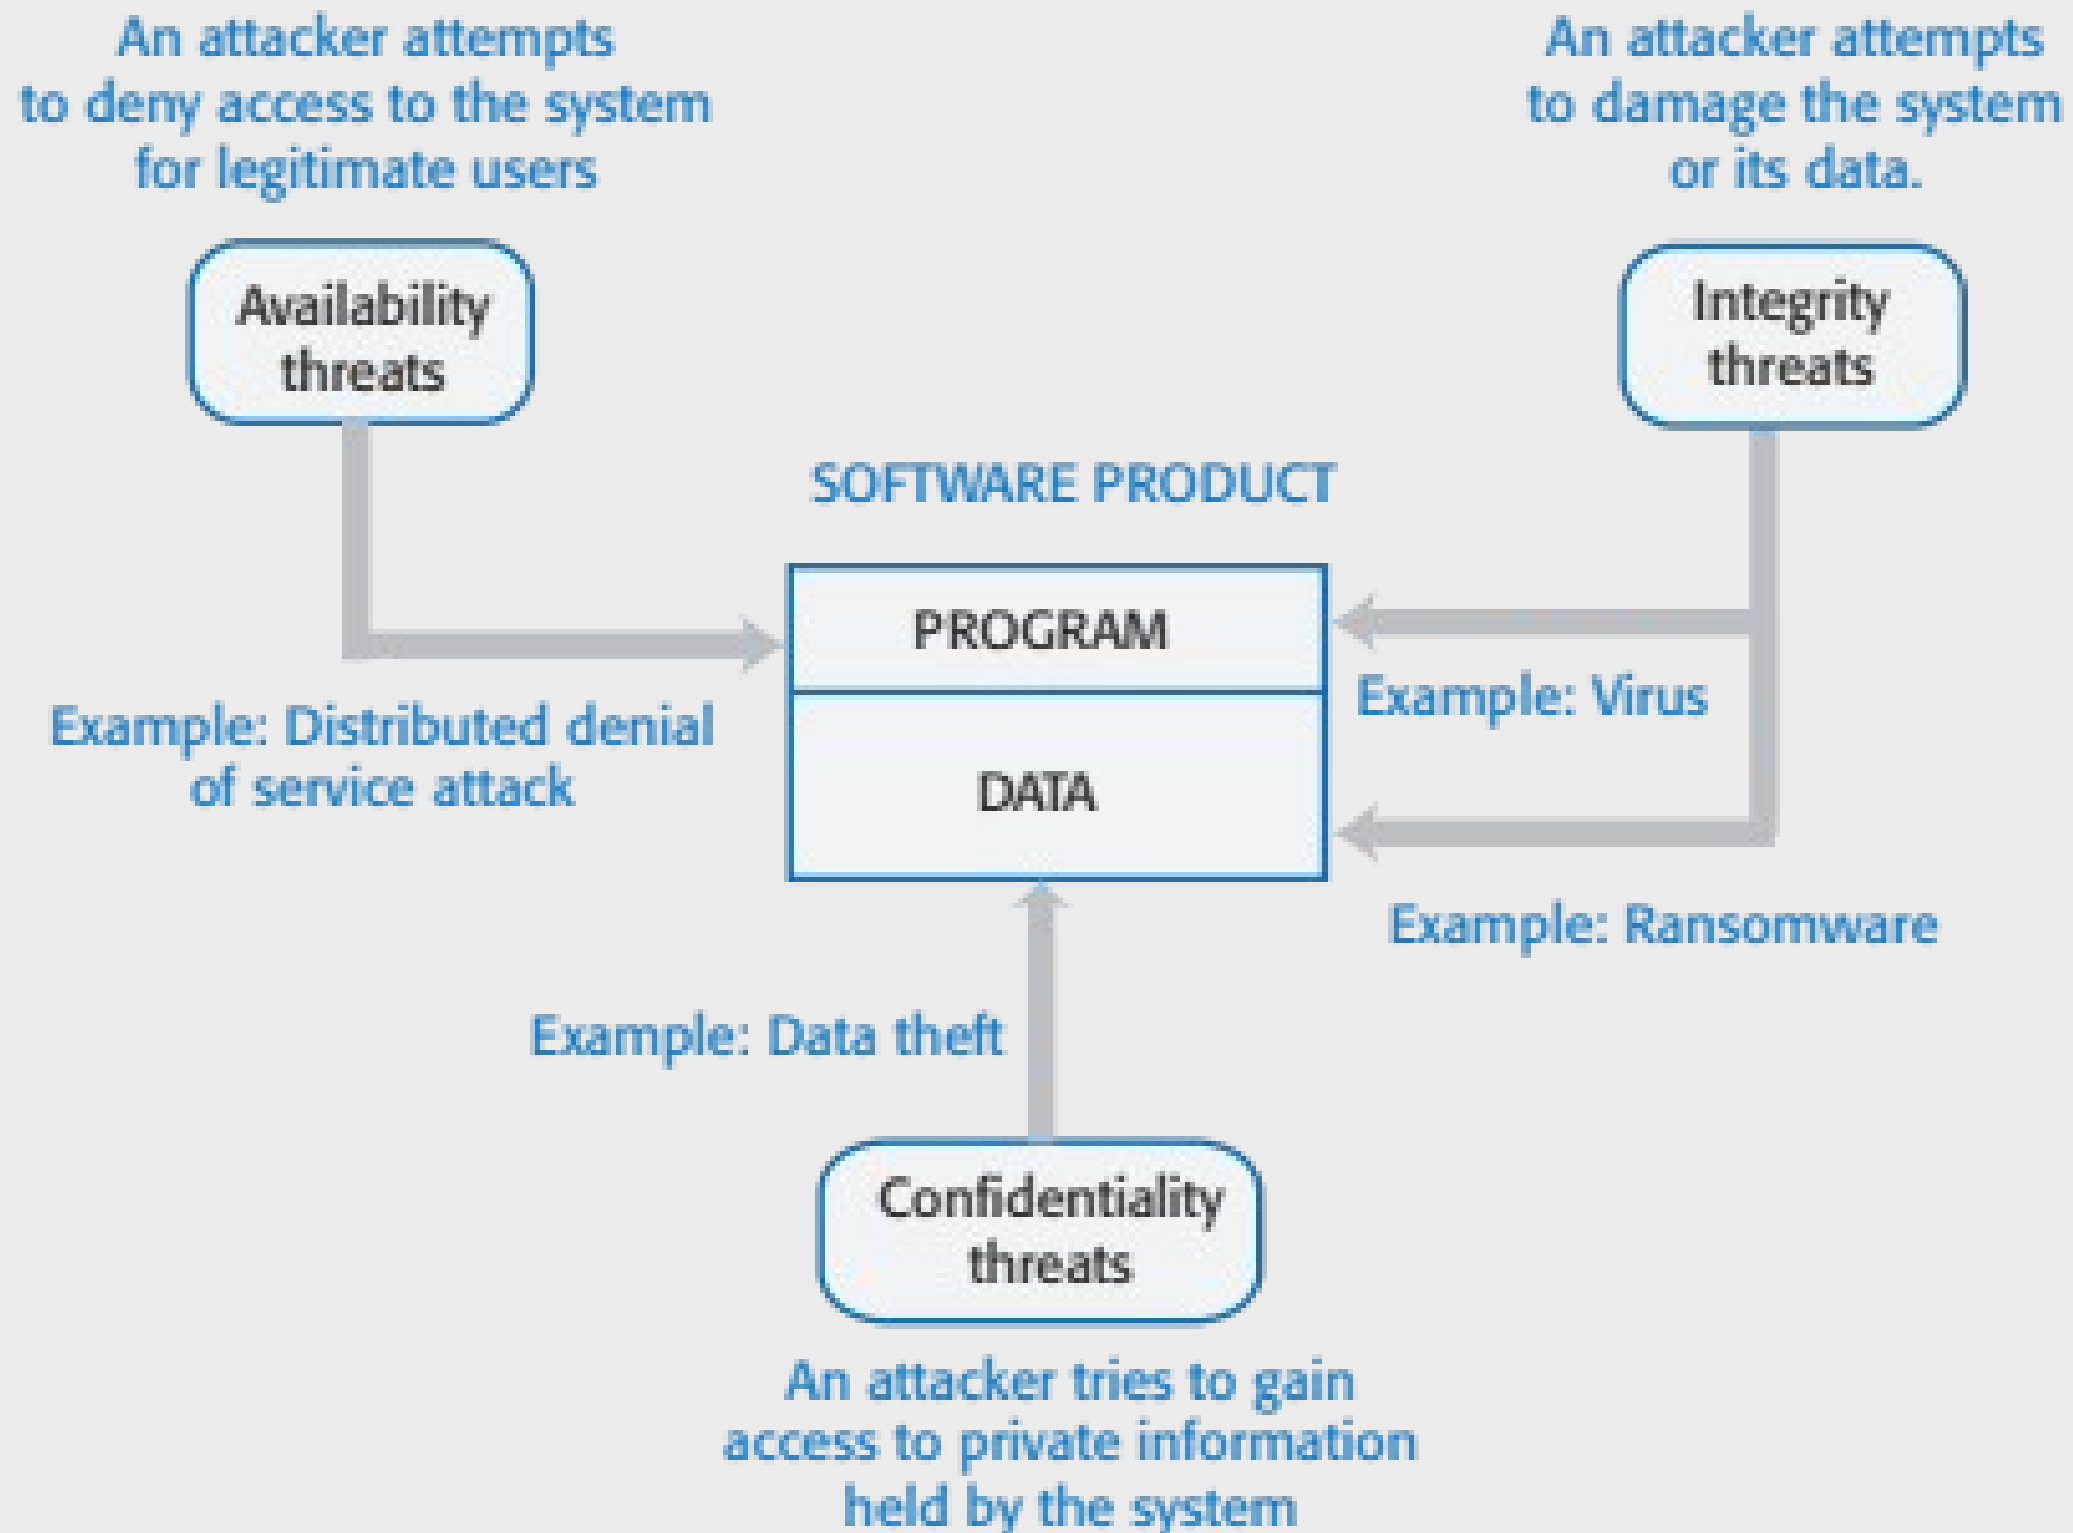 An attacker attempts
to deny access to the system
for legitimate users
An attacker attempts
to damage the system
or its data.
Availability
threats
Integrity
threats
SOFTWARE PRODUCT
PROGRAM
DATA
Example: Distributed denial
of service attack
Example: Virus
Example: Ransomware
Example: Data theft
Confidentiality
threats
An attacker tries to gain
access to private information
held by the system